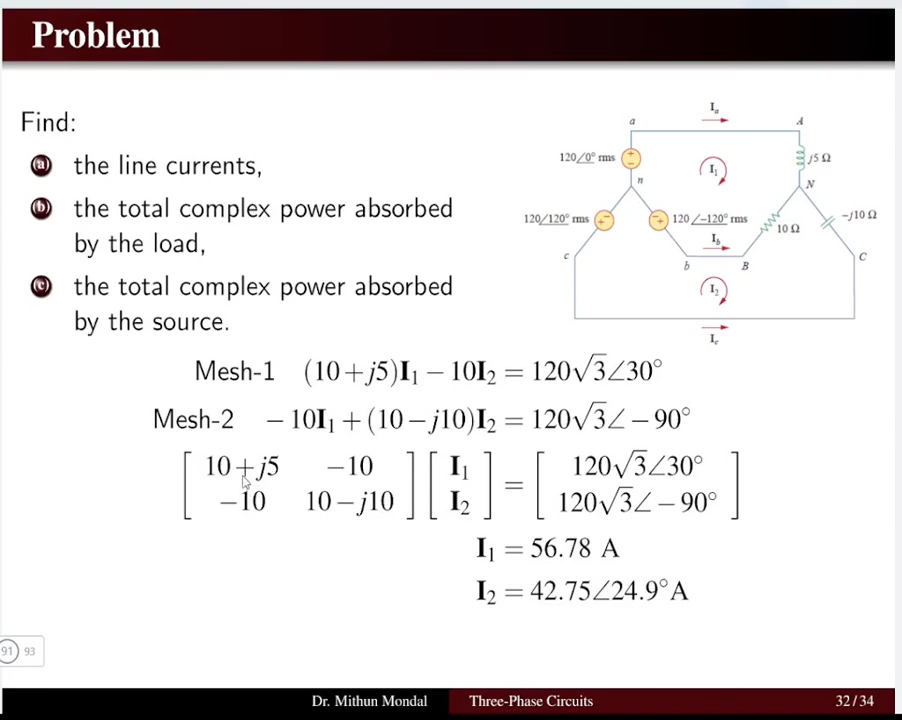 Problem
Find:
a the line currents,
b the total complex power absorbed
by the load,
c the total complex power absorbed
by the source.
Iₐ
a
A
120/0° rms
+
−
I₁
j5 Ω
n
N
120/120° rms
− +
− +
120 /−120° rms
10 Ω
−j10 Ω
I_b
c
b
B
C
I₂
I_c
Mesh-1 (10+j5)I₁ − 10I₂ = 120√3∠30°
Mesh-2 − 10I₁ + (10 − j10)I₂ = 120√3∠ − 90°
[ 10+j5 −10 ] [ I₁ ] = [ 120√3∠30° ]
[ −10 10−j10 ] [ I₂ ] [ 120√3∠ − 90° ]
I₁ = 56.78 A
I₂ = 42.75∠24.9° A
91 93
Dr. Mithun Mondal Three-Phase Circuits 32 / 34